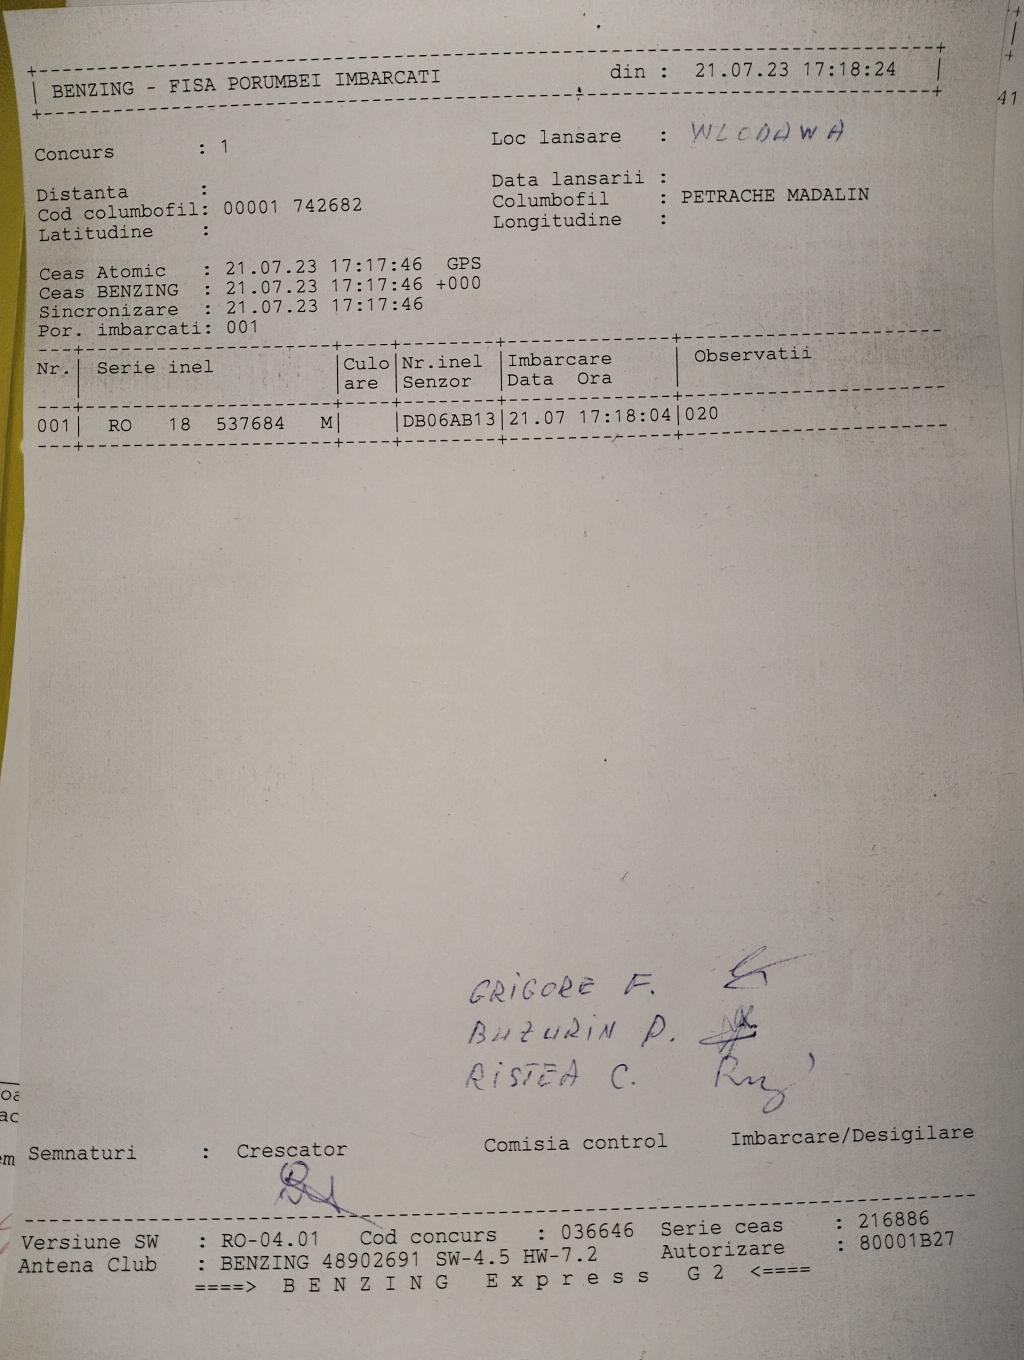 BENZING - FISA PORUMBEI IMBARCATI din : 21.07.23 17:18:24
41
Concurs : 1 Loc lansare : WLODAWA
Distanta : Data lansarii :
Cod columbofil: 00001 742682 Columbofil : PETRACHE MADALIN
Latitudine : Longitudine :
Ceas Atomic : 21.07.23 17:17:46 GPS
Ceas BENZING : 21.07.23 17:17:46 +000
Sincronizare : 21.07.23 17:17:46
Por. imbarcati: 001
Nr.| Serie inel |Culo|Nr.inel |Imbarcare | Observatii
are |Senzor |Data Ora
001| RO 18 537684 M| |DB06AB13|21.07 17:18:04|020
GRIGORE F.
BUZURIN D.
RISTEA C.
Semnaturi : Crescator Comisia control Imbarcare/Desigilare
Versiune SW : RO-04.01 Cod concurs : 036646 Serie ceas : 216886
Antena Club : BENZING 48902691 SW-4.5 HW-7.2 Autorizare : 80001B27
====> B E N Z I N G E x p r e s s G 2 <====